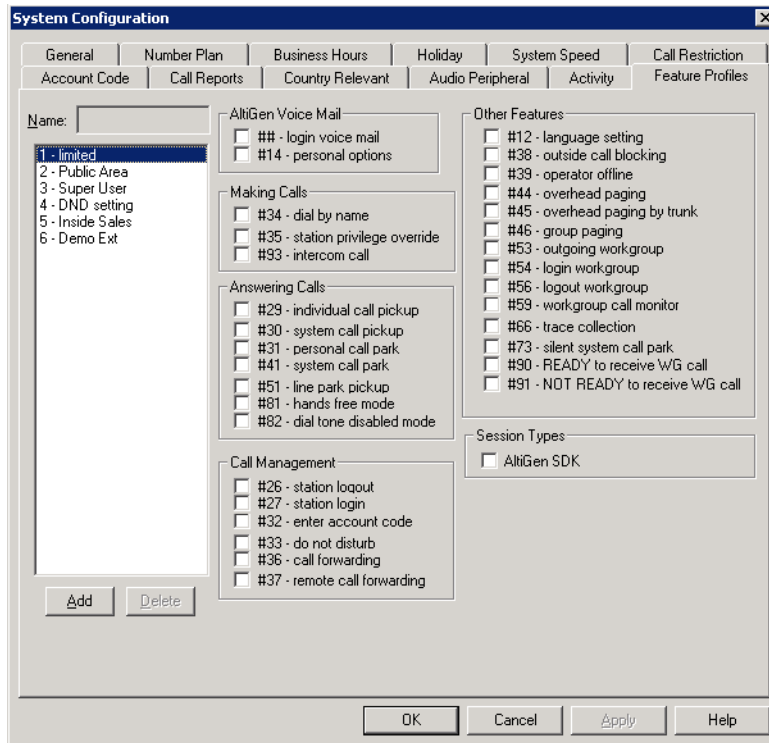 System Configuration
General Number Plan Business Hours Holiday System Speed Call Restriction
Account Code Call Reports Country Relevant Audio Peripheral Activity Feature Profiles
Name:
1 - limited
2 - Public Area
3 - Super User
4 - DND setting
5 - Inside Sales
6 - Demo Ext
Add Delete
AltiGen Voice Mail
## - login voice mail
#14 - personal options
Making Calls
#34 - dial by name
#35 - station privilege override
#93 - intercom call
Answering Calls
#29 - individual call pickup
#30 - system call pickup
#31 - personal call park
#41 - system call park
#51 - line park pickup
#81 - hands free mode
#82 - dial tone disabled mode
Call Management
#26 - station logout
#27 - station login
#32 - enter account code
#33 - do not disturb
#36 - call forwarding
#37 - remote call forwarding
Other Features
#12 - language setting
#38 - outside call blocking
#39 - operator offline
#44 - overhead paging
#45 - overhead paging by trunk
#46 - group paging
#53 - outgoing workgroup
#54 - login workgroup
#56 - logout workgroup
#59 - workgroup call monitor
#66 - trace collection
#73 - silent system call park
#90 - READY to receive WG call
#91 - NOT READY to receive WG call
Session Types
AltiGen SDK
OK Cancel Apply Help